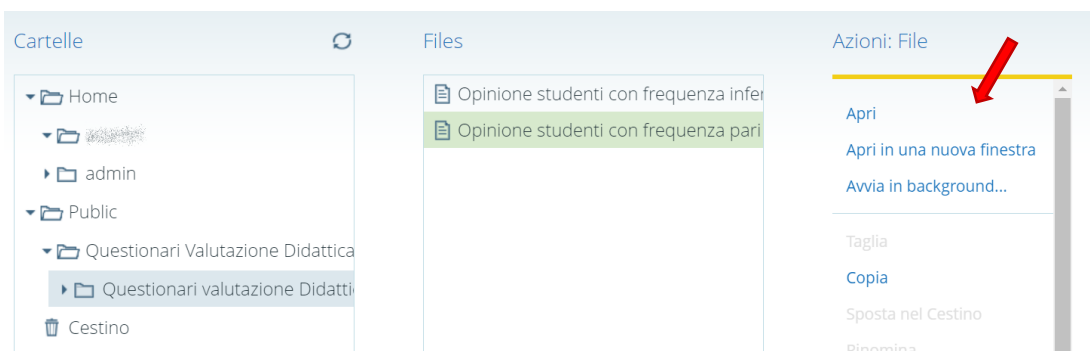 Cartelle
Home
admin
Public
Questionari Valutazione Didattica
Questionari valutazione Didatti
Cestino
Files
Opinione studenti con frequenza infer
Opinione studenti con frequenza pari
Azioni: File
Apri
Apri in una nuova finestra
Avvia in background...
Taglia
Copia
Sposta nel Cestino
Rinomina